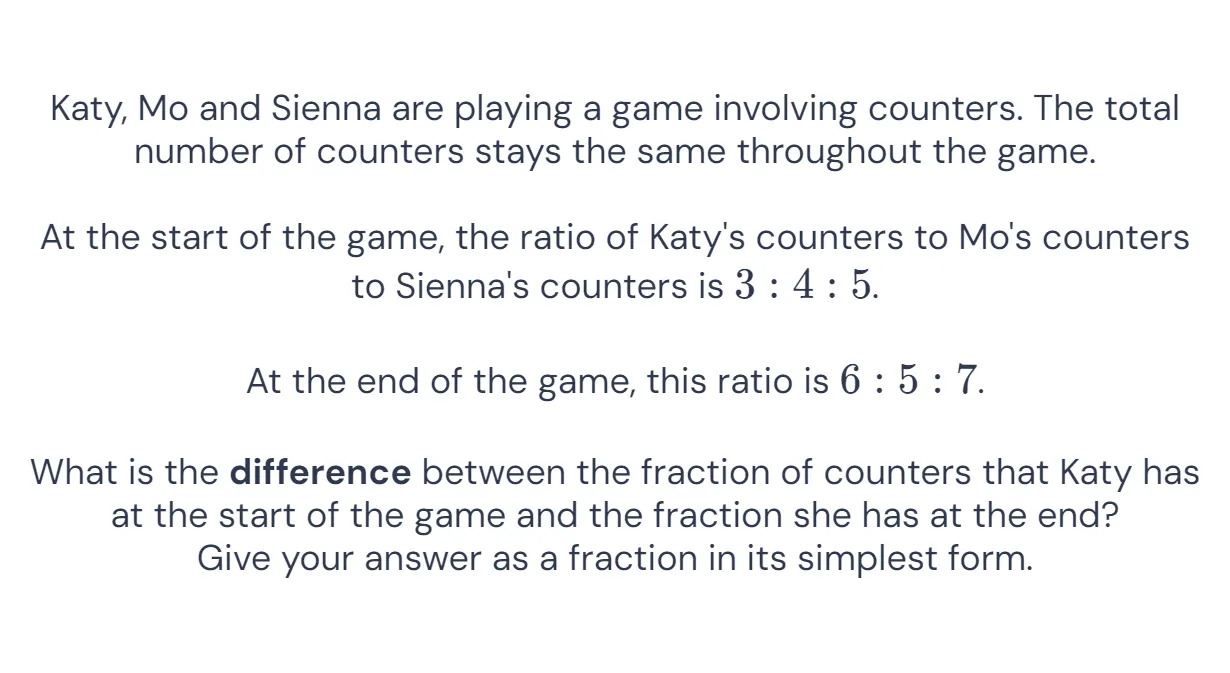 Katy, Mo and Sienna are playing a game involving counters. The total
number of counters stays the same throughout the game.
At the start of the game, the ratio of Katy's counters to Mo's counters
to Sienna's counters is 3 : 4 : 5.
At the end of the game, this ratio is 6 : 5 : 7.
What is the difference between the fraction of counters that Katy has
at the start of the game and the fraction she has at the end?
Give your answer as a fraction in its simplest form.